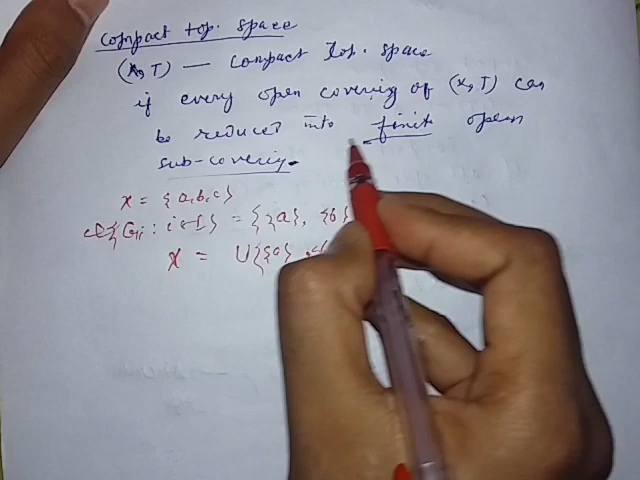 compact top. space
(X, T) — compact top. space
if every open covering of (X, T) can
be reduced into finite open
sub-covering.
X = {a,b,c}
{Gi : i∈I} = {{a}, {b}
X = U{{a}